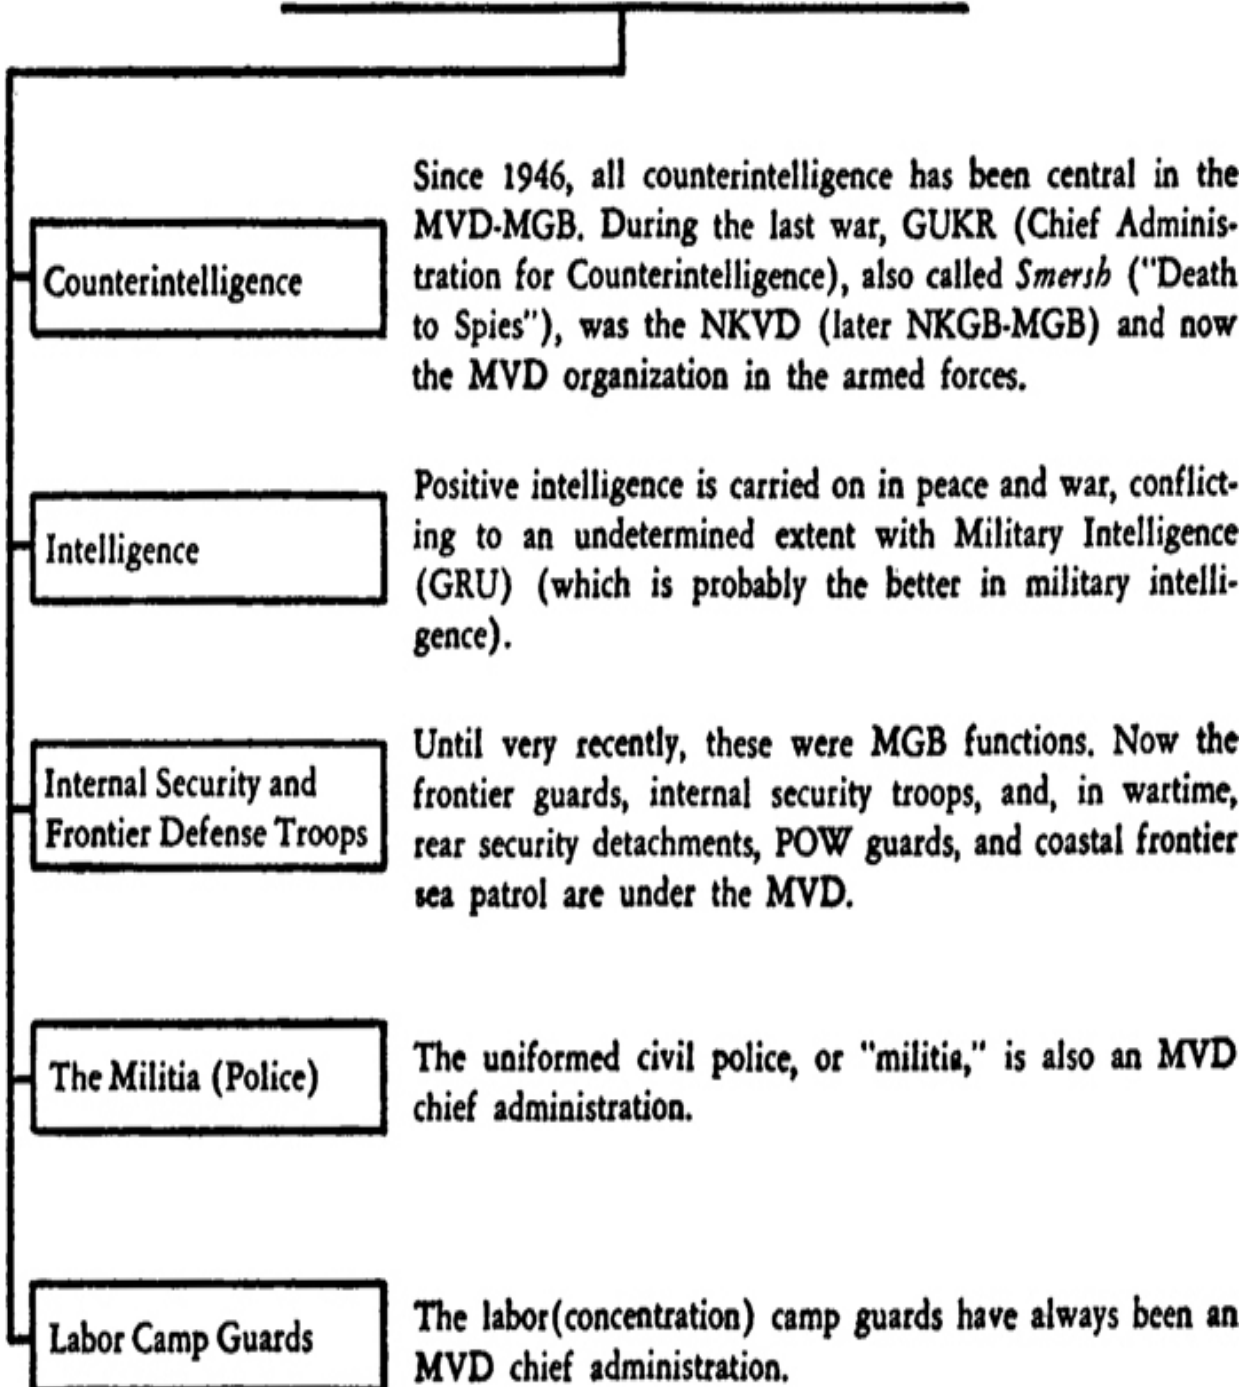 Counterintelligence
Since 1946, all counterintelligence has been central in the
MVD-MGB. During the last war, GUKR (Chief Adminis-
tration for Counterintelligence), also called Smersh ("Death
to Spies"), was the NKVD (later NKGB-MGB) and now
the MVD organization in the armed forces.
Intelligence
Positive intelligence is carried on in peace and war, conflict-
ing to an undetermined extent with Military Intelligence
(GRU) (which is probably the better in military intelli-
gence).
Internal Security and
Frontier Defense Troops
Until very recently, these were MGB functions. Now the
frontier guards, internal security troops, and, in wartime,
rear security detachments, POW guards, and coastal frontier
sea patrol are under the MVD.
The Militia (Police)
The uniformed civil police, or "militia," is also an MVD
chief administration.
Labor Camp Guards
The labor(concentration) camp guards have always been an
MVD chief administration.